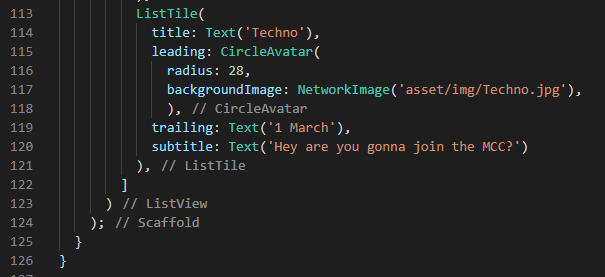 113 ListTile(
114 title: Text('Techno'),
115 leading: CircleAvatar(
116 radius: 28,
117 backgroundImage: NetworkImage('asset/img/Techno.jpg'),
118 ), // CircleAvatar
119 trailing: Text('1 March'),
120 subtitle: Text('Hey are you gonna join the MCC?')
121 ), // ListTile
122 ]
123 ) // ListView
124 ); // Scaffold
125 }
126 }